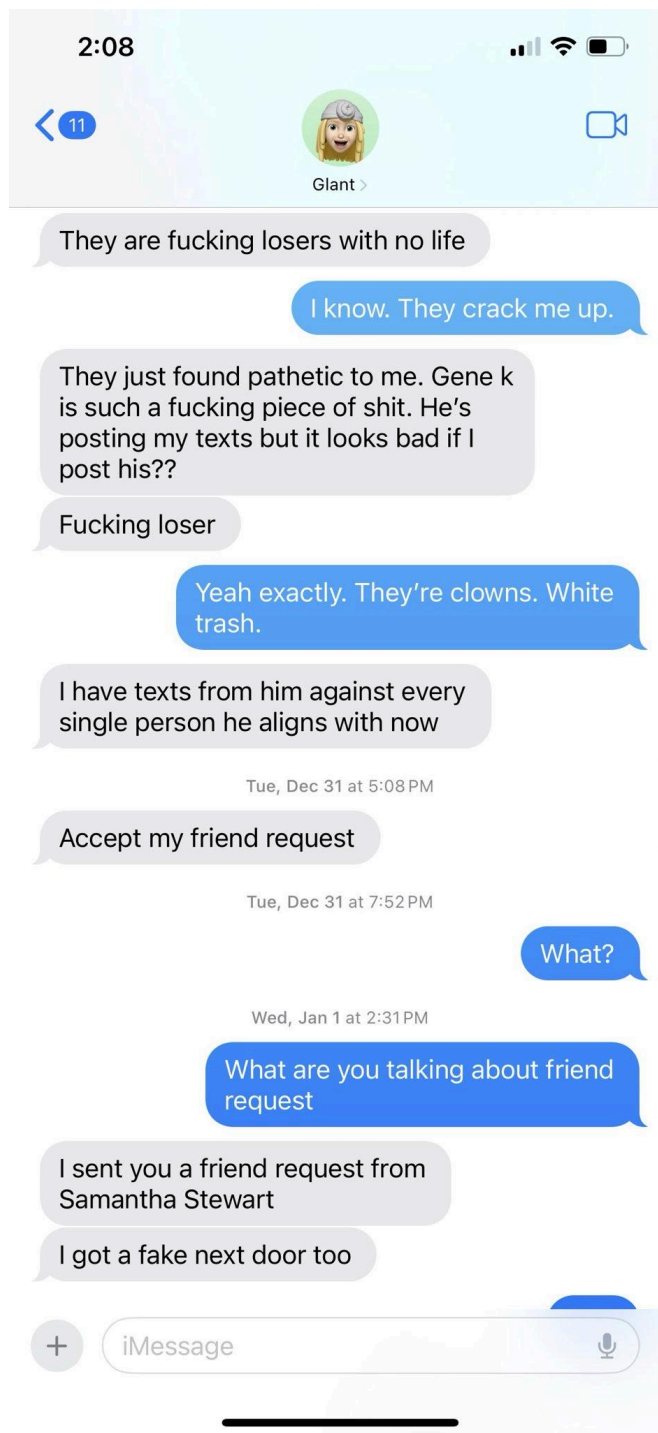 2:08
11
Glant
They are fucking losers with no life
I know. They crack me up.
They just found pathetic to me. Gene k
is such a fucking piece of shit. He's
posting my texts but it looks bad if I
post his??
Fucking loser
Yeah exactly. They're clowns. White
trash.
I have texts from him against every
single person he aligns with now
Tue, Dec 31 at 5:08 PM
Accept my friend request
Tue, Dec 31 at 7:52 PM
What?
Wed, Jan 1 at 2:31 PM
What are you talking about friend
request
I sent you a friend request from
Samantha Stewart
I got a fake next door too
iMessage